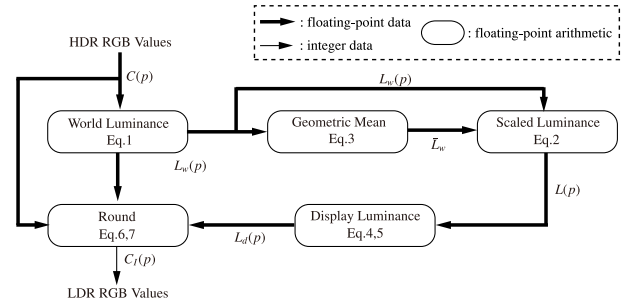 : floating-point data
: integer data
: floating-point arithmetic
HDR RGB Values
C(p)
L_w(p)
World Luminance
Eq.1
Geometric Mean
Eq.3
Scaled Luminance
Eq.2
L_w(p)
L̄_w
L(p)
Round
Eq.6,7
Display Luminance
Eq.4,5
L_d(p)
C_I(p)
LDR RGB Values